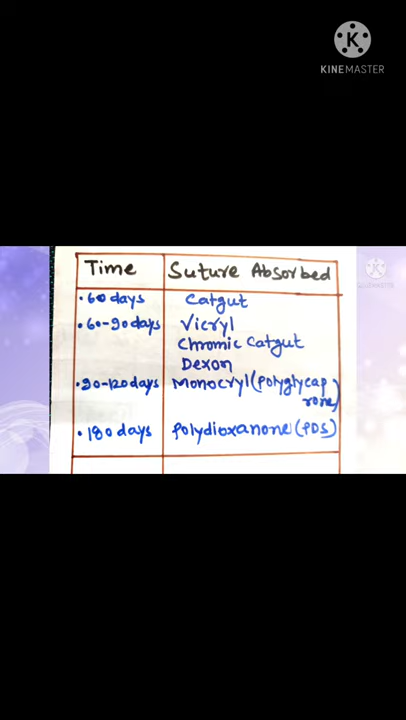 K
KINEMASTER
Time Suture Absorbed
• 60 days Catgut
• 60-90 days Vicryl
Chromic Catgut
Dexon
• 90-120 days Monocryl (Polyglycap
rone)
• 180 days Polydioxanone (PDS)
K
KINEMASTER